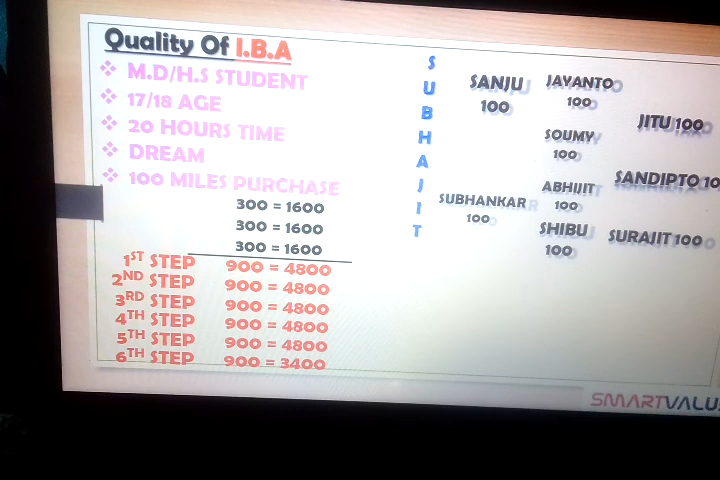 Quality Of I.B.A
M.D/H.S STUDENT
17/18 AGE
20 HOURS TIME
DREAM
100 MILES PURCHASE
300 = 1600
300 = 1600
300 = 1600
1ST STEP 900 = 4800
2ND STEP 900 = 4800
3RD STEP 900 = 4800
4TH STEP 900 = 4800
5TH STEP 900 = 4800
6TH STEP 900 = 3400
S
U
B
H
A
J
I
T
SANJU
100
JAYANTO
100
JITU 100
SOUMY
100
SANDIPTO 10
ABHIJIT
100
SUBHANKAR
100
SHIBU
100
SURAJIT 100
SMARTVALU